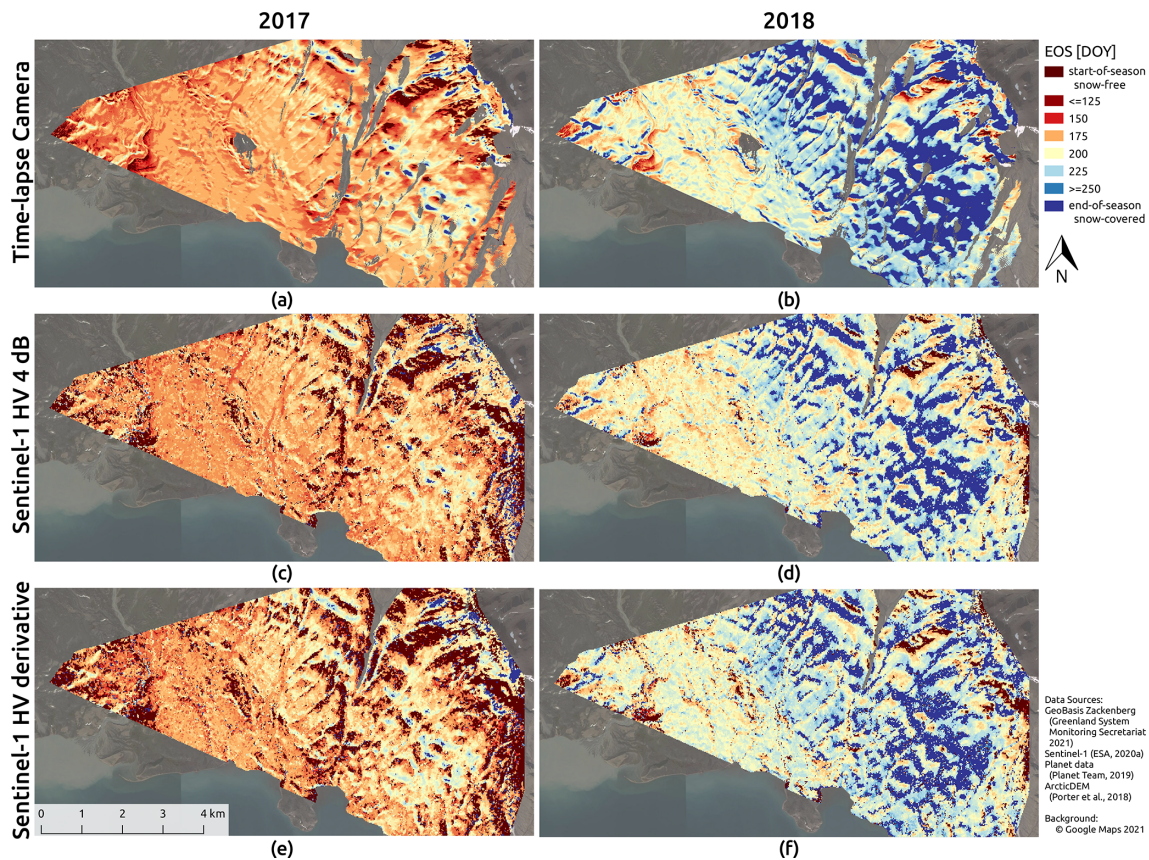 2017
2018
Time-lapse Camera
EOS [DOY]
start-of-season
snow-free
<=125
150
175
200
225
>=250
end-of-season
snow-covered
N
(a)
(b)
Sentinel-1 HV 4 dB
(c)
(d)
Sentinel-1 HV derivative
0 1 2 3 4 km
(e)
(f)
Data Sources:
GeoBasis Zackenberg
(Greenland System
Monitoring Secretariat
2021)
Sentinel-1 (ESA, 2020a)
Planet data
(Planet Team, 2019)
ArcticDEM
(Porter et al., 2018)
Background:
© Google Maps 2021